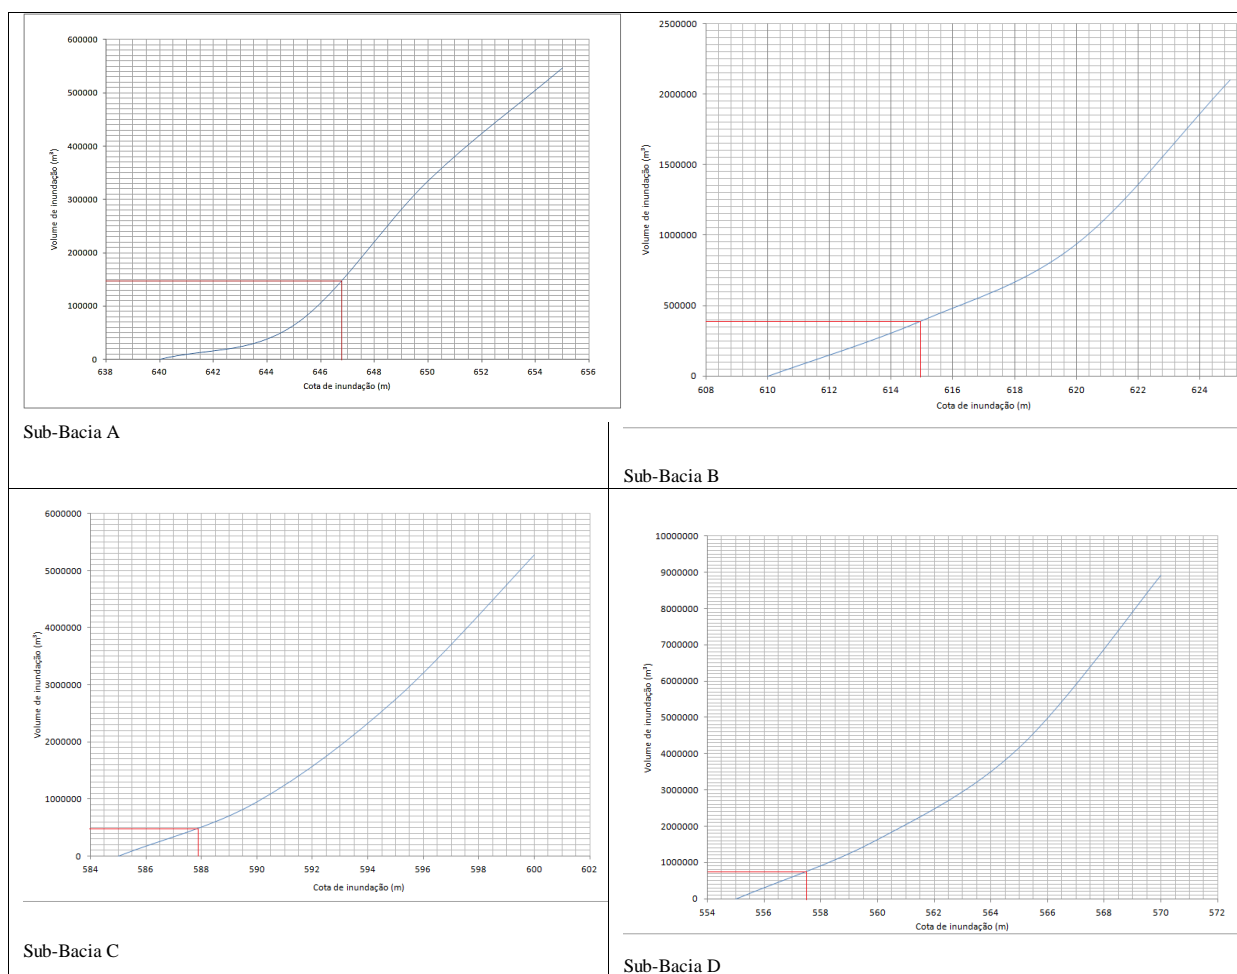 600000
500000
400000
300000
200000
100000
0
638 640 642 644 646 648 650 652 654 656
Volume de inundação (m³)
Cota de inundação (m)
Sub-Bacia A
2500000
2000000
1500000
1000000
500000
0
608 610 612 614 616 618 620 622 624
Volume de inundação (m³)
Cota de inundação (m)
Sub-Bacia B
6000000
5000000
4000000
3000000
2000000
1000000
0
584 586 588 590 592 594 596 598 600 602
Volume de inundação (m³)
Cota de inundação (m)
Sub-Bacia C
10000000
9000000
8000000
7000000
6000000
5000000
4000000
3000000
2000000
1000000
0
554 556 558 560 562 564 566 568 570 572
Volume de inundação (m³)
Cota de inundação (m)
Sub-Bacia D